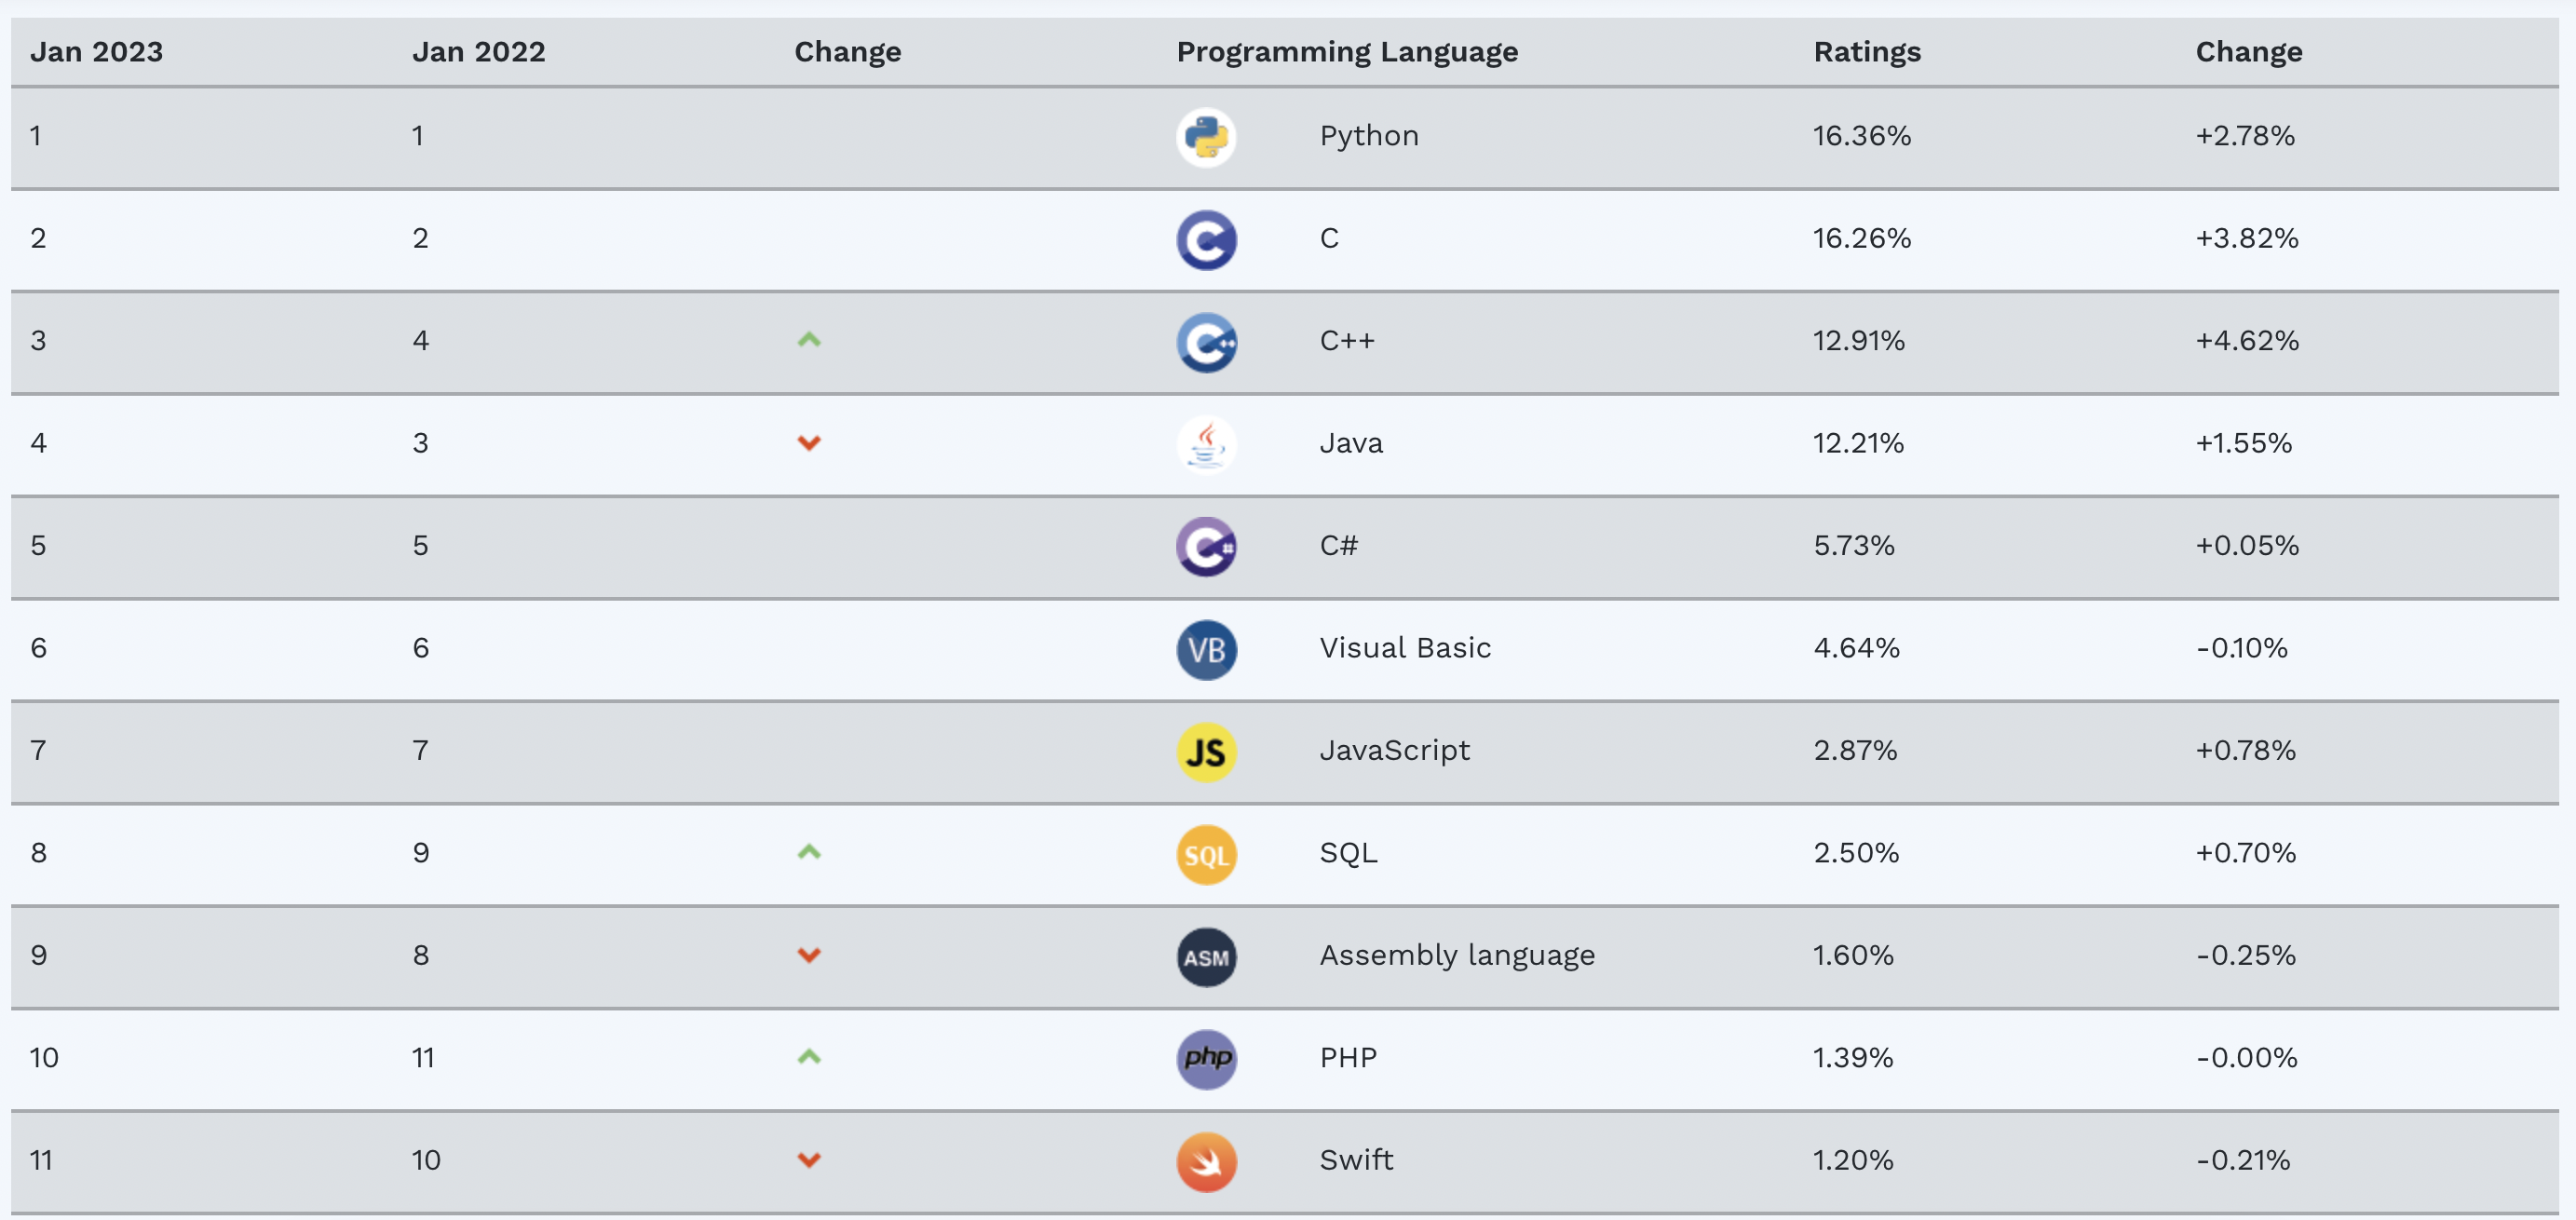 Jan 2023 Jan 2022 Change Programming Language Ratings Change
1 1 Python 16.36% +2.78%
2 2 C C 16.26% +3.82%
3 4 C++ C++ 12.91% +4.62%
4 3 Java 12.21% +1.55%
5 5 C# C# 5.73% +0.05%
6 6 VB Visual Basic 4.64% -0.10%
7 7 JS JavaScript 2.87% +0.78%
8 9 SQL SQL 2.50% +0.70%
9 8 ASM Assembly language 1.60% -0.25%
10 11 php PHP 1.39% -0.00%
11 10 Swift 1.20% -0.21%